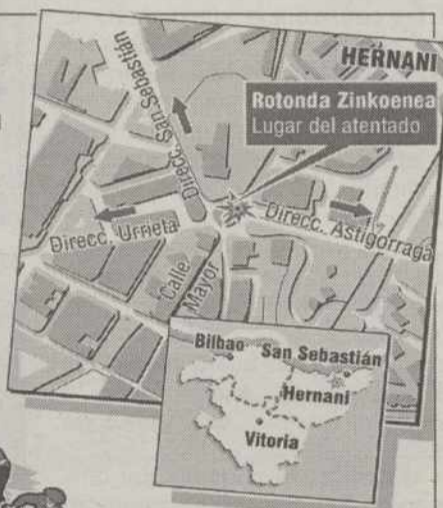 HERNANI
Rotonda Zinkoenea
Lugar del atentado
Direcc. San Sebastián
Direcc. Urrieta
Direcc. Astigorraga
Calle
Mayor
Bilbao
San Sebastián
Hernani
Vitoria